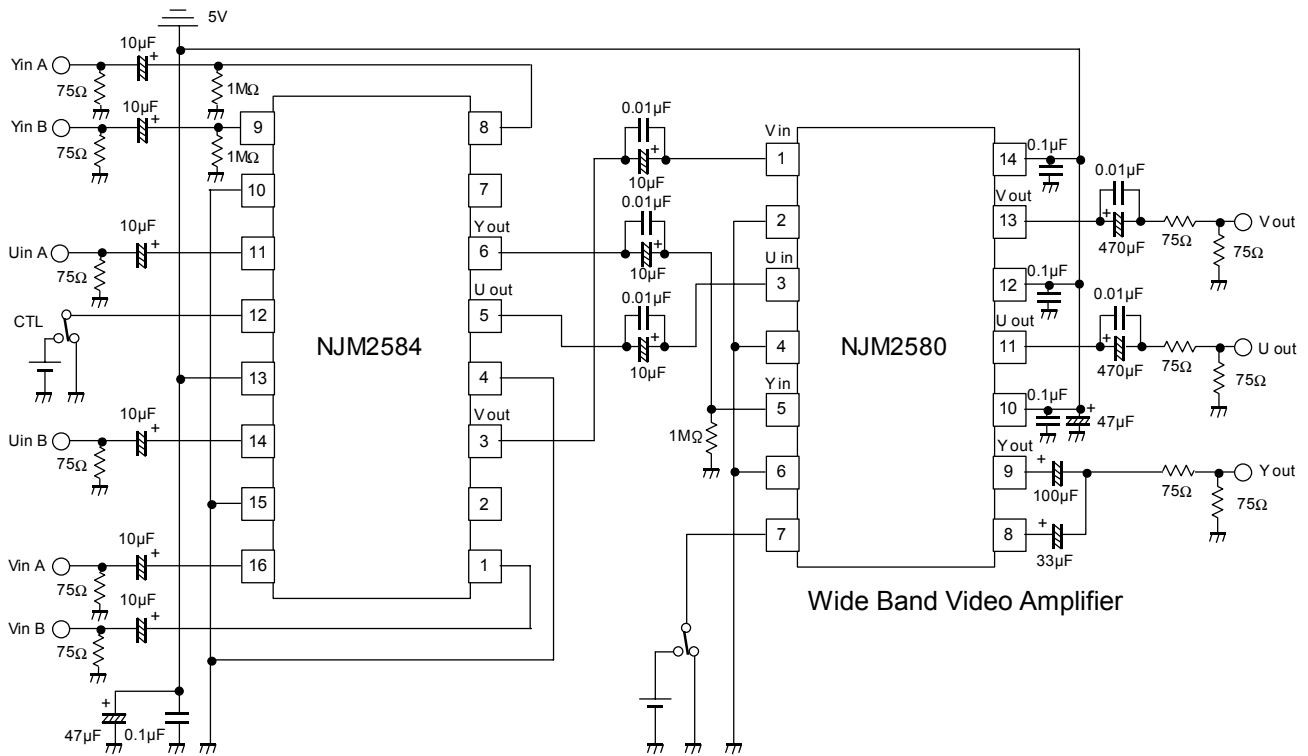 5V
10µF +
Yin A
75Ω
1MΩ
10µF
+
Yin B
75Ω
1MΩ
9
8
10
7
10µF
+
Uin A
75Ω
11
Yout
6
CTL
12
U out
5
NJM2584
13
4
10µF
+
Uin B
75Ω
14
Vout
3
15
2
10µF
+
Vin A
75Ω
16
1
10µF
+
Vin B
75Ω
+
47µF
0.1µF
0.01µF
+
10µF
0.01µF
+
10µF
0.01µF
+
10µF
1MΩ
Vin
1
2
U in
3
4
Yin
5
6
7
NJM2580
14
0.1µF
Vout
13
0.01µF
+
470µF
75Ω
75Ω
Vout
12
0.1µF
U out
11
0.01µF
+
470µF
75Ω
75Ω
U out
10
0.1µF
+
47µF
Yout
9
+
100µF
75Ω
75Ω
Yout
8
+
33µF
Wide Band Video Amplifier